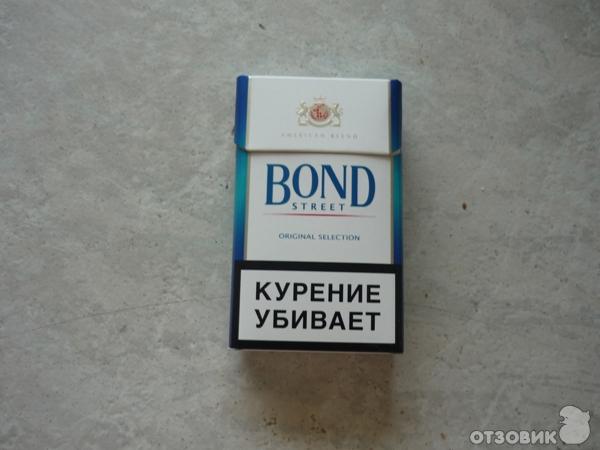 AMERICAN BLEND
BOND
STREET
ORIGINAL SELECTION
КУРЕНИЕ
УБИВАЕТ
ОТЗОВИК